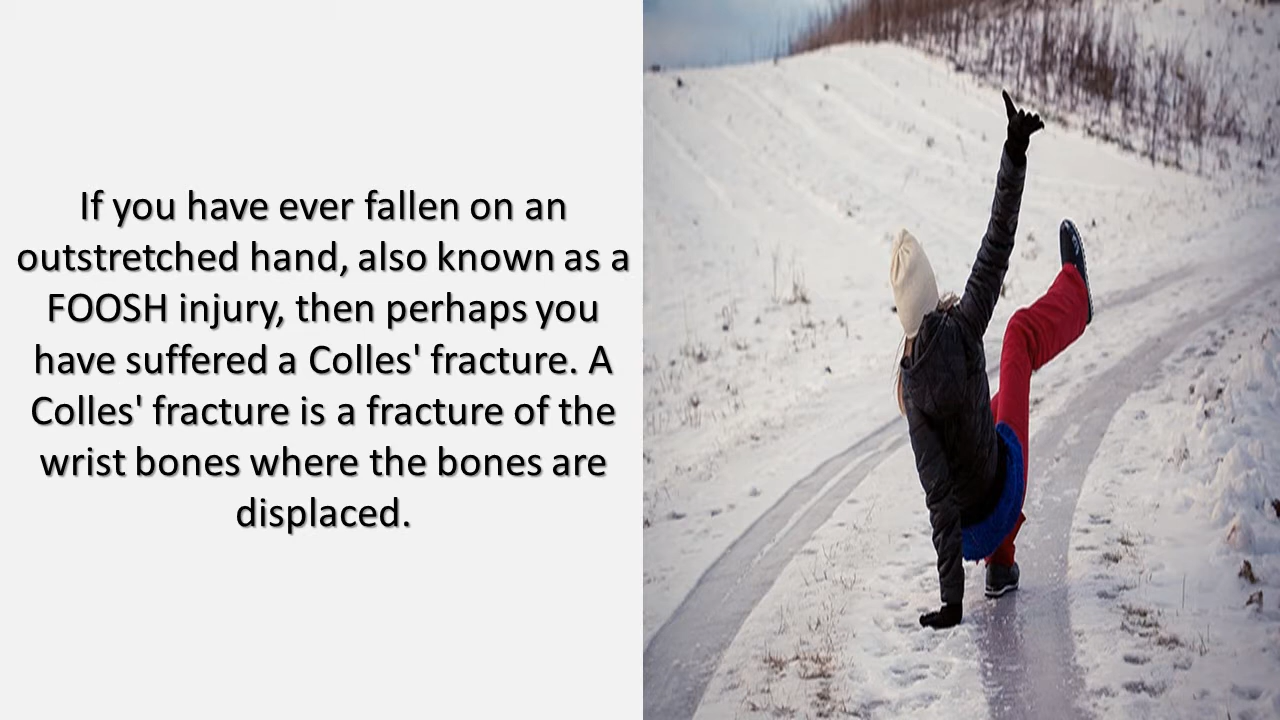 If you have ever fallen on an
outstretched hand, also known as a
FOOSH injury, then perhaps you
have suffered a Colles' fracture. A
Colles' fracture is a fracture of the
wrist bones where the bones are
displaced.